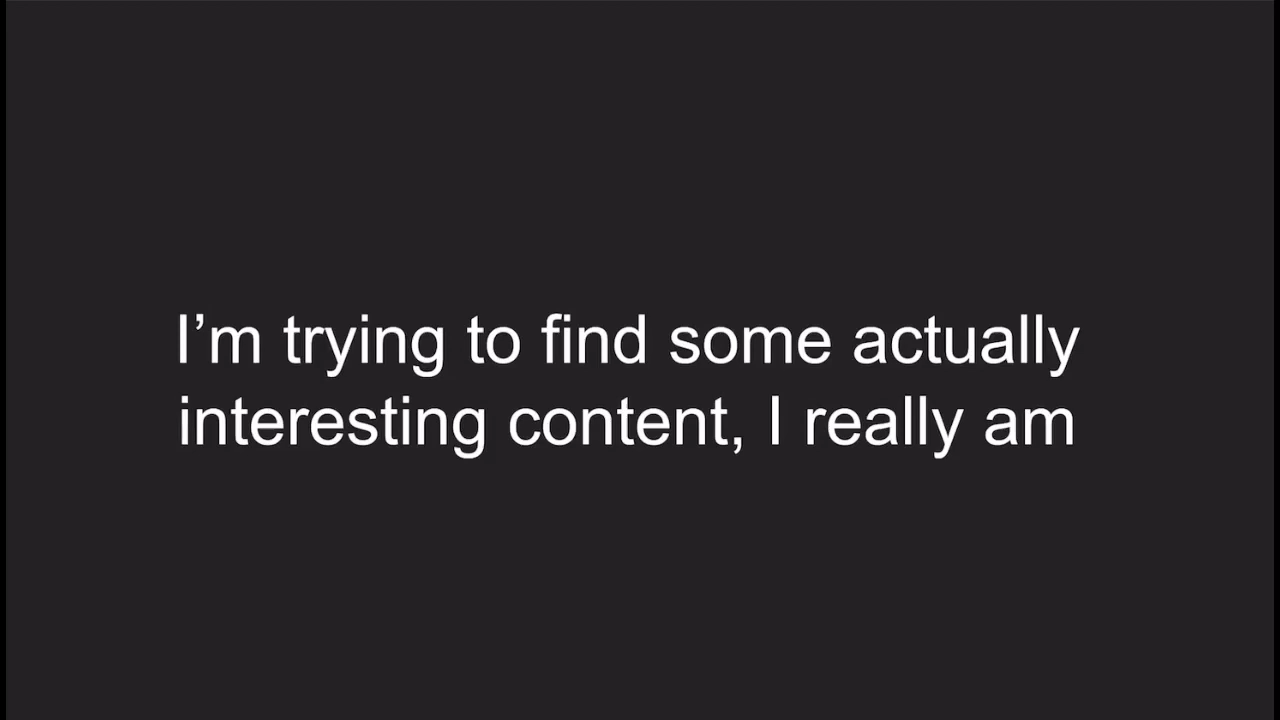 I’m trying to find some actually
interesting content, I really am